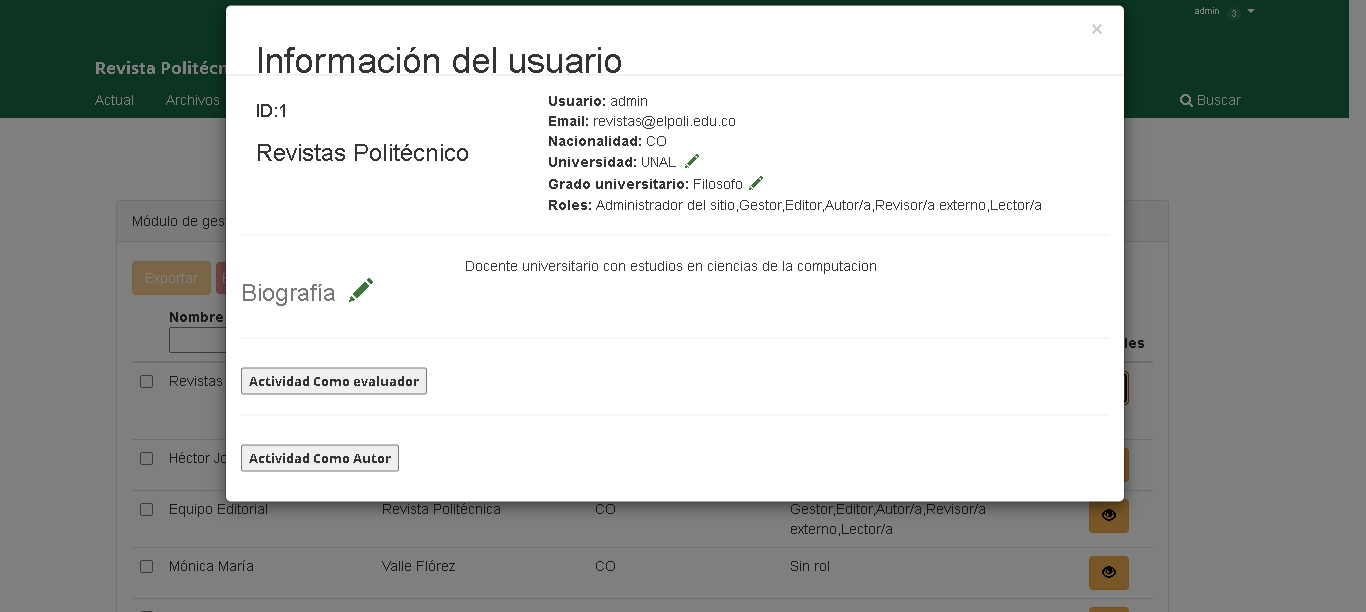 admin 3
×
Información del usuario
Revista Politécn
Actual Archivos
Buscar
ID:1
Revistas Politécnico
Usuario: admin
Email: revistas@elpoli.edu.co
Nacionalidad: CO
Universidad: UNAL
Grado universitario: Filosofo
Roles: Administrador del sitio,Gestor,Editor,Autor/a,Revisor/a externo,Lector/a
Módulo de ges
Docente universitario con estudios en ciencias de la computacion
Exportar
Biografía
Nombre
les
Revistas
Actividad Como evaluador
Héctor Jo
Actividad Como Autor
Equipo Editorial Revista Politécnica CO Gestor,Editor,Autor/a,Revisor/a
externo,Lector/a
Mónica María Valle Flórez CO Sin rol